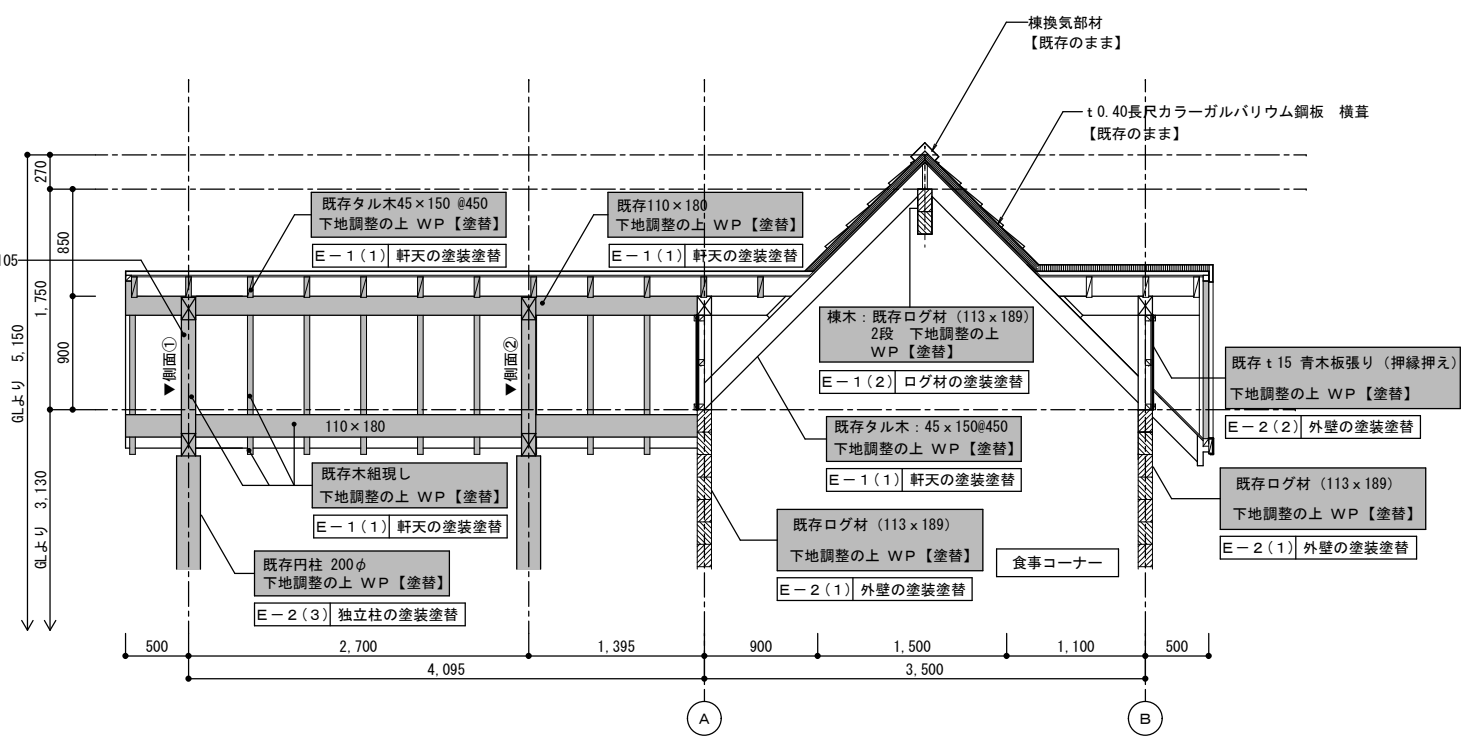 棟換気部材
【既存のまま】
t0.40長尺カラーガルバリウム鋼板 横葺
【既存のまま】
270
850
1,750
900
GLより 5,150
GLより 3,130
105
既存タル木45×150 @450
下地調整の上 WP【塗替】
E-1(1) 軒天の塗装塗替
既存110×180
下地調整の上 WP【塗替】
E-1(1) 軒天の塗装塗替
▼側面①
▼側面②
棟木:既存ログ材(113x189)
2段 下地調整の上
WP【塗替】
E-1(2) ログ材の塗装塗替
既存t15 青木板張り(押縁押え)
下地調整の上 WP【塗替】
E-2(2) 外壁の塗装塗替
110×180
既存タル木:45x150@450
下地調整の上 WP【塗替】
E-1(1) 軒天の塗装塗替
既存木組現し
下地調整の上 WP【塗替】
E-1(1) 軒天の塗装塗替
既存ログ材(113x189)
下地調整の上 WP【塗替】
E-2(1) 外壁の塗装塗替
既存ログ材(113x189)
下地調整の上 WP【塗替】
E-2(1) 外壁の塗装塗替
食事コーナー
既存円柱 200φ
下地調整の上 WP【塗替】
E-2(3) 独立柱の塗装塗替
500 2,700 1,395 900 1,500 1,100 500
4,095 3,500
A B